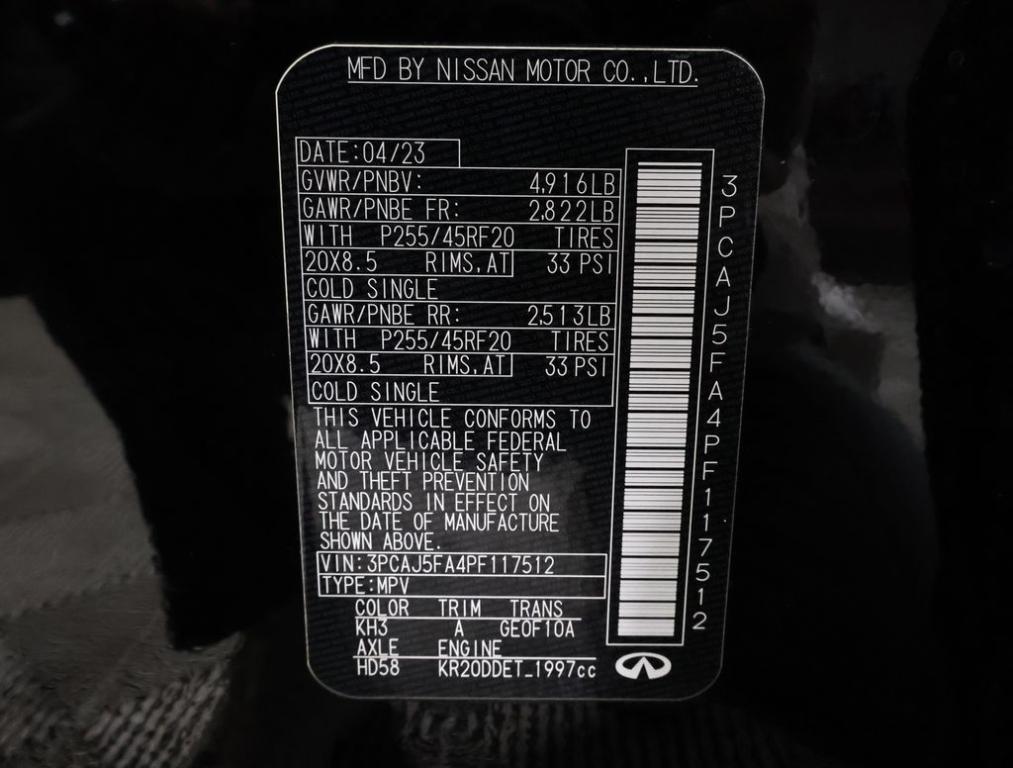 MFD BY NISSAN MOTOR CO.,LTD.
DATE:04/23
GVWR/PNBV: 4,916LB
GAWR/PNBE FR: 2,822LB
WITH P255/45RF20 TIRES
20X8.5 RIMS,AT 33 PSI
COLD SINGLE
GAWR/PNBE RR: 2,513LB
WITH P255/45RF20 TIRES
20X8.5 RIMS,AT 33 PSI
COLD SINGLE
THIS VEHICLE CONFORMS TO
ALL APPLICABLE FEDERAL
MOTOR VEHICLE SAFETY
AND THEFT PREVENTION
STANDARDS IN EFFECT ON
THE DATE OF MANUFACTURE
SHOWN ABOVE.
VIN:3PCAJ5FA4PF117512
TYPE:MPV
COLOR TRIM TRANS
KH3 A GEOF10A
AXLE ENGINE
HD58 KR20DDET_1997cc
3PCAJ5FA4PF117512